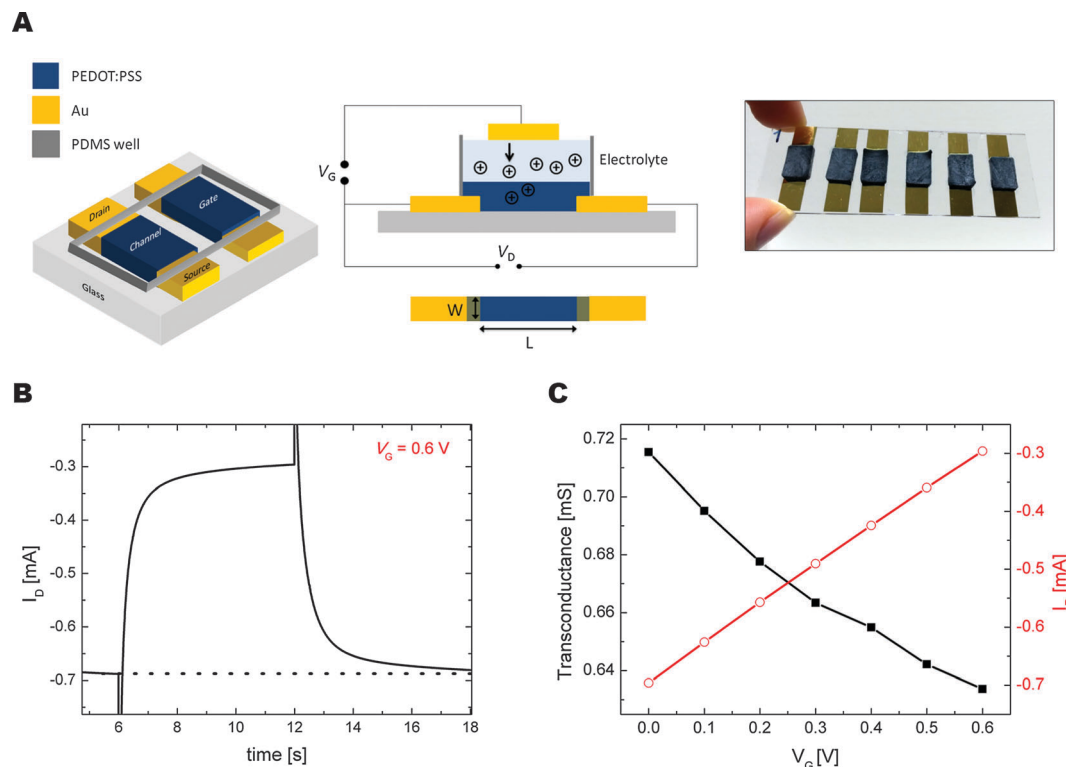 A
PEDOT:PSS
Au
PDMS well
Drain
Gate
Channel
Source
Glass
V_G
Electrolyte
V_D
W
L
B
V_G = 0.6 V
-0.3
-0.4
-0.5
-0.6
-0.7
I_D [mA]
6 8 10 12 14 16 18
time [s]
C
0.72
0.70
0.68
0.66
0.64
Transconductance [mS]
-0.3
-0.4
-0.5
-0.6
-0.7
I_D [mA]
0.0 0.1 0.2 0.3 0.4 0.5 0.6
V_G [V]